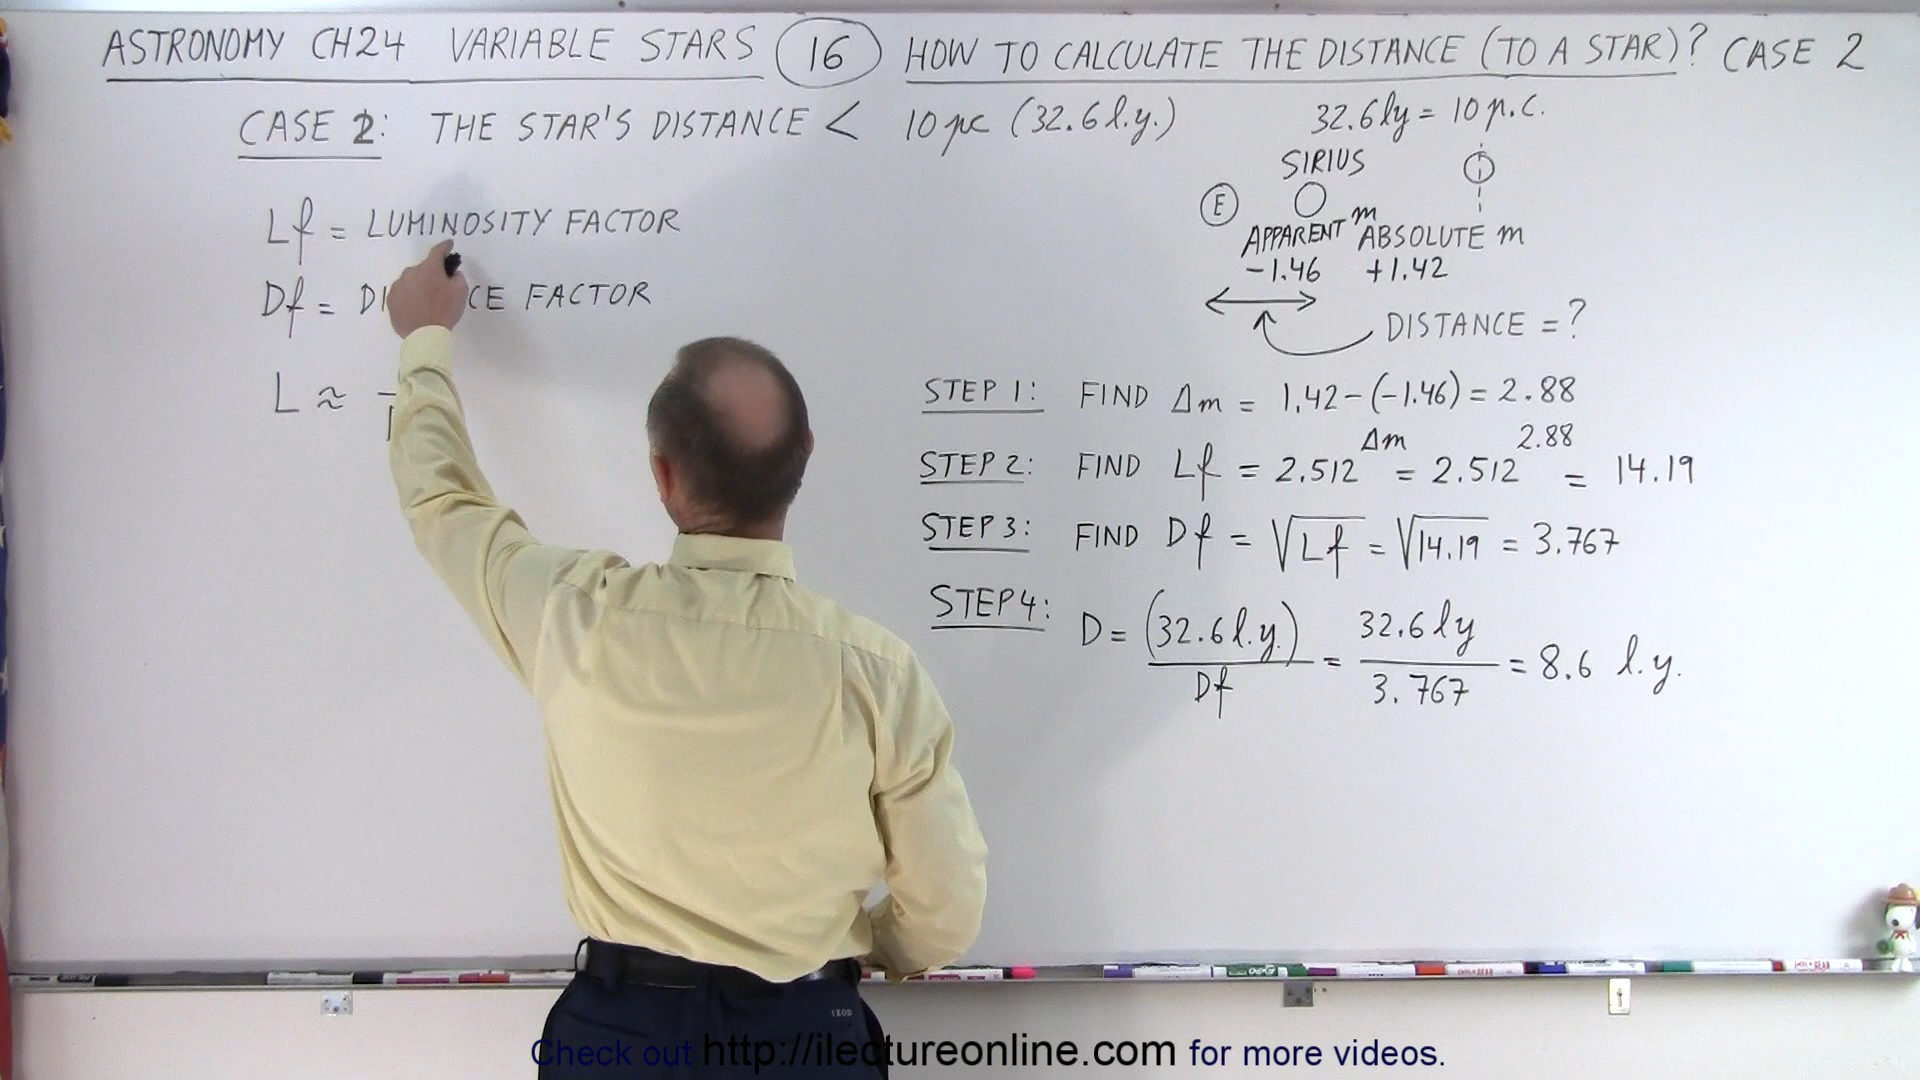 ASTRONOMY CH24 VARIABLE STARS 16 HOW TO CALCULATE THE DISTANCE (TO A STAR)? CASE 2
CASE 2: THE STAR'S DISTANCE < 10 pc (32.6 l.y.)
Lf = LUMINOSITY FACTOR
Df = FACTOR
L ≈
32.6 ly = 10 p.c.
SIRIUS
E
APPARENT m ABSOLUTE m
-1.46 +1.42
DISTANCE = ?
STEP 1: FIND Δm = 1.42-(-1.46) = 2.88
STEP 2: FIND Lf = 2.512^Δm = 2.512^2.88 = 14.19
STEP 3: FIND Df = √Lf = √14.19 = 3.767
STEP 4: D = (32.6 l.y.)/Df = 32.6 ly/3.767 = 8.6 l.y.
IZOD
Check out http://ilectureonline.com for more videos.